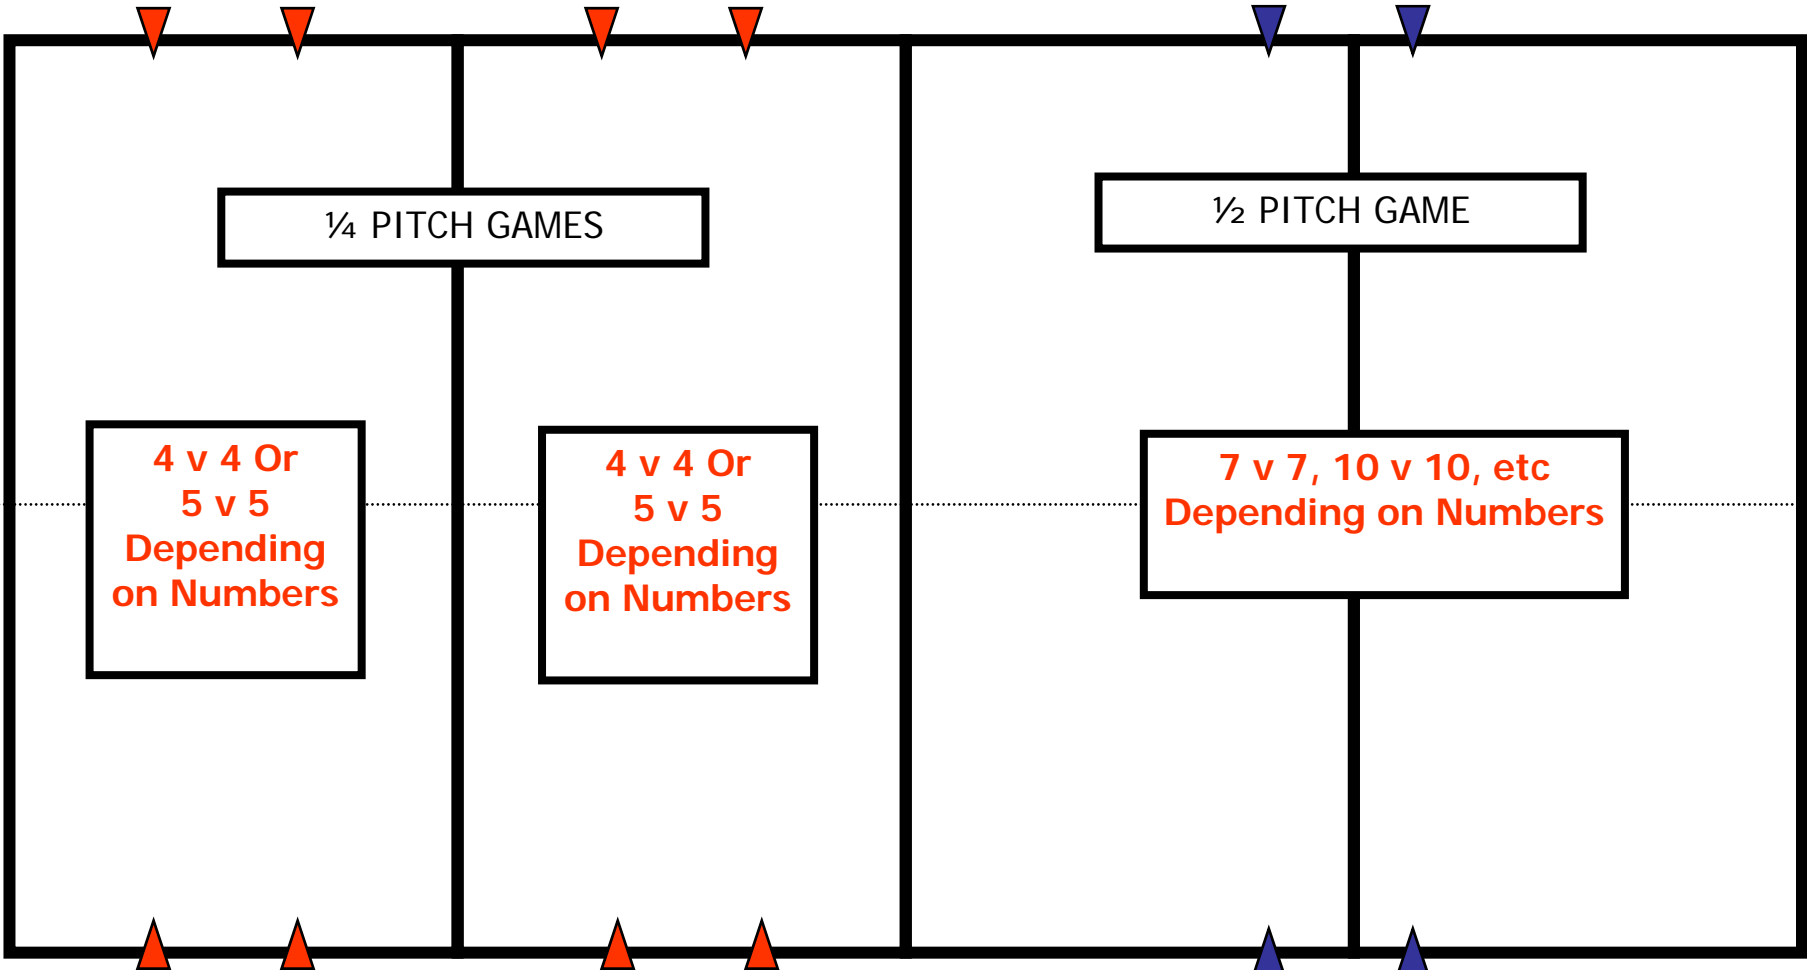 ¼ PITCH GAMES
½ PITCH GAME
4 v 4 Or
5 v 5
Depending
on Numbers
4 v 4 Or
5 v 5
Depending
on Numbers
7 v 7, 10 v 10, etc
Depending on Numbers